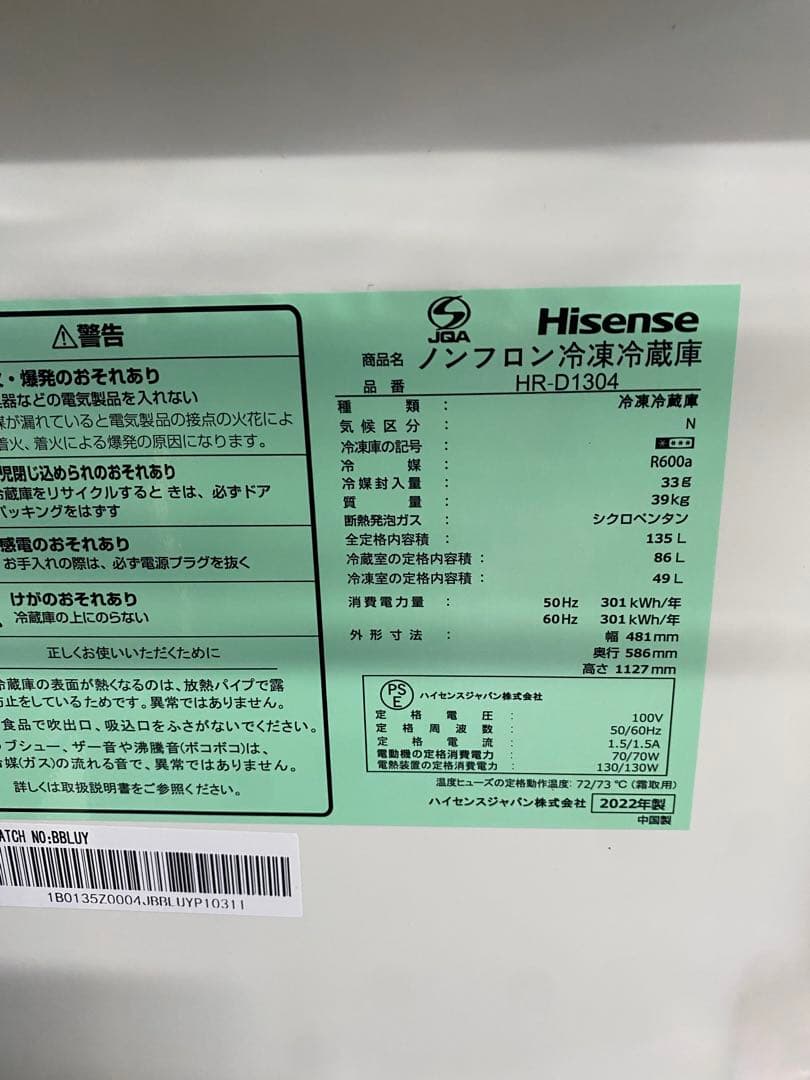 ⚠警告
・爆発のおそれあり
器などの電気製品を入れない
が漏れていると電気製品の接点の火花によ
着火、着火による爆発の原因になります。
児閉じ込められのおそれあり
冷蔵庫をリサイクルするときは、必ずドア
パッキングをはずす
感電のおそれあり
お手入れの際は、必ず電源プラグを抜く
けがのおそれあり
冷蔵庫の上にのらない
正しくお使いいただくために
冷蔵庫の表面が熱くなるのは、放熱パイプで露
防止をしているためです。異常ではありません。
食品で吹出口、吸込口をふさがないでください。
ブシュー、ザー音や沸騰音(ボコボコ)は、
媒(ガス)の流れる音で、異常ではありません。
詳しくは取扱説明書をご参照ください。
JQA
Hisense
商品名 ノンフロン冷凍冷蔵庫
品番 HR-D1304
種類 : 冷凍冷蔵庫
気候区分 : N
冷凍庫の記号 :
冷媒 : R600a
冷媒封入量 : 33g
質量 : 39kg
断熱発泡ガス : シクロペンタン
全定格内容積 : 135L
冷蔵室の定格内容積 : 86L
冷凍室の定格内容積 : 49L
消費電力量 : 50Hz 301kWh/年
60Hz 301kWh/年
外形寸法 : 幅 481mm
奥行 586mm
高さ 1127mm
PSE ハイセンスジャパン株式会社
定格電圧 : 100V
定格周波数 : 50/60Hz
定格電流 : 1.5/1.5A
電動機の定格消費電力 : 70/70W
電熱装置の定格消費電力 : 130/130W
温度ヒューズの定格動作温度: 72/73℃(霜取用)
ハイセンスジャパン株式会社 2022年製
中国製
ATCH NO:BBLUY
1B0135Z0004JBBLUYP10311